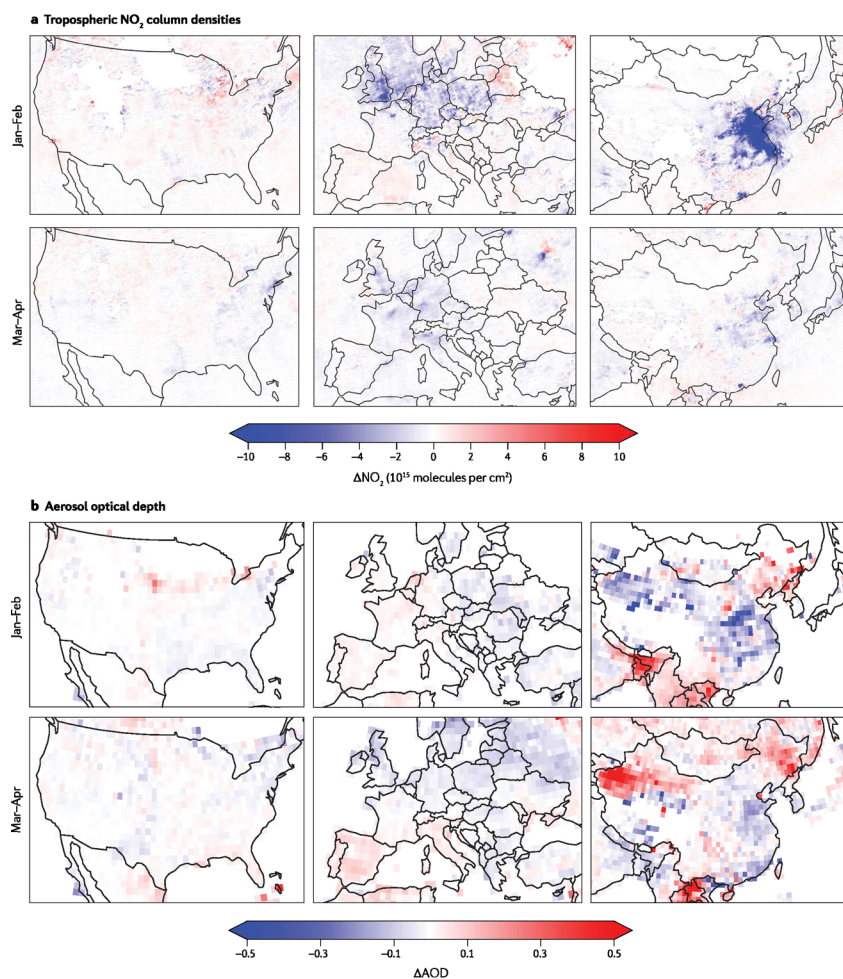 a Tropospheric NO₂ column densities
Jan–Feb
Mar–Apr
−10 −8 −6 −4 −2 0 2 4 6 8 10
ΔNO₂ (10¹⁵ molecules per cm²)
b Aerosol optical depth
Jan–Feb
Mar–Apr
−0.5 −0.3 −0.1 0.1 0.3 0.5
ΔAOD